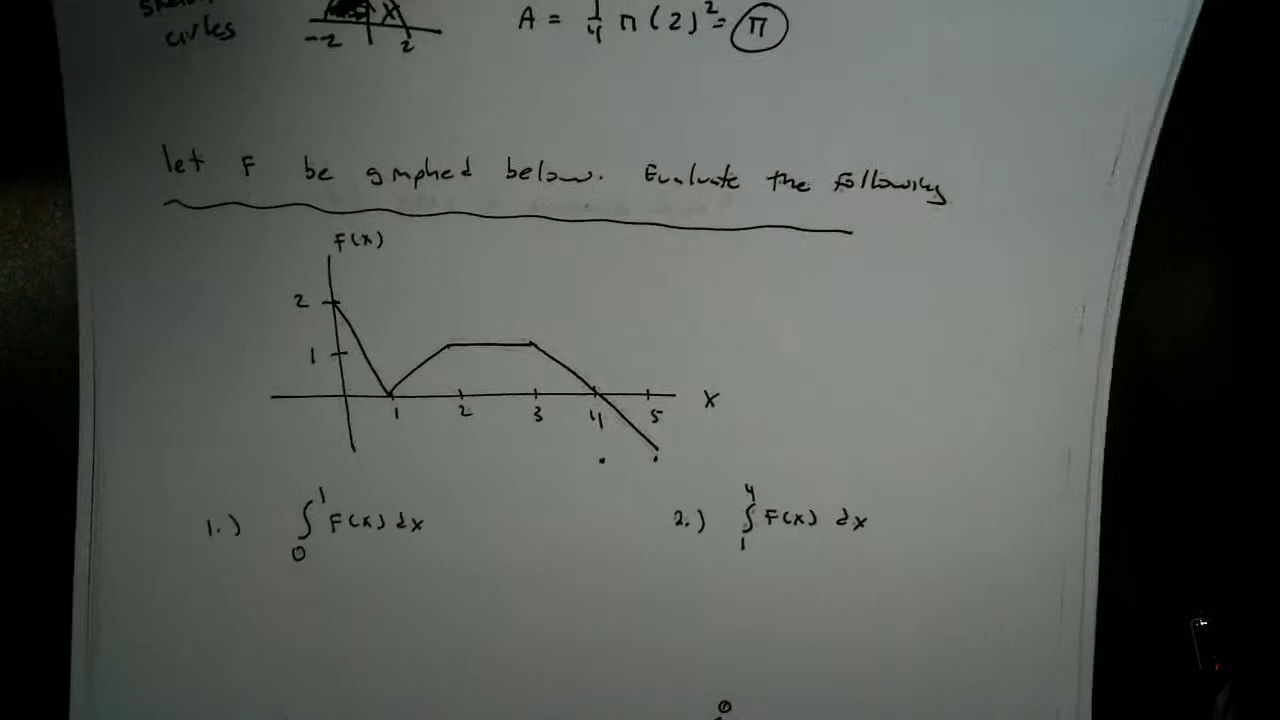 circles
-2 2
A = 1/4 π(2)² = π
let F be graphed below. Evaluate the following
F(x)
2
1
1 2 3 4 5 x
1.) ∫₀¹ F(x) dx 2.) ∫₁⁴ F(x) dx
0